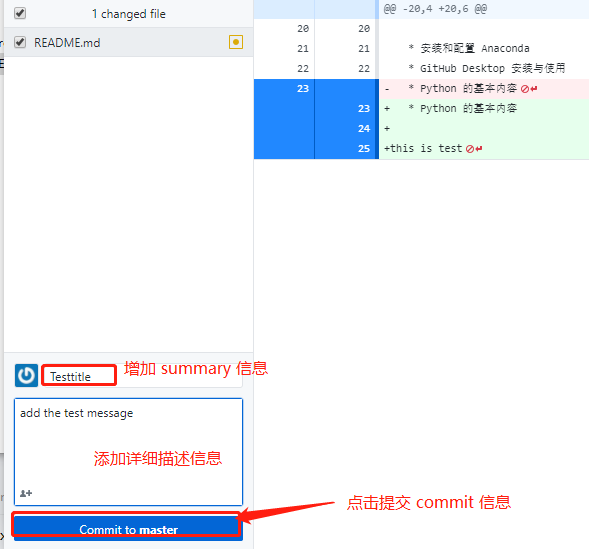 1 changed file
README.md
@@ -20,4 +20,6 @@
20 20
21 21 * 安装和配置 Anaconda
22 22 * GitHub Desktop 安装与使用
23 - * Python 的基本内容
23 + * Python 的基本内容
24 +
25 +this is test
Testtitle
增加 summary 信息
add the test message
添加详细描述信息
点击提交 commit 信息
Commit to master